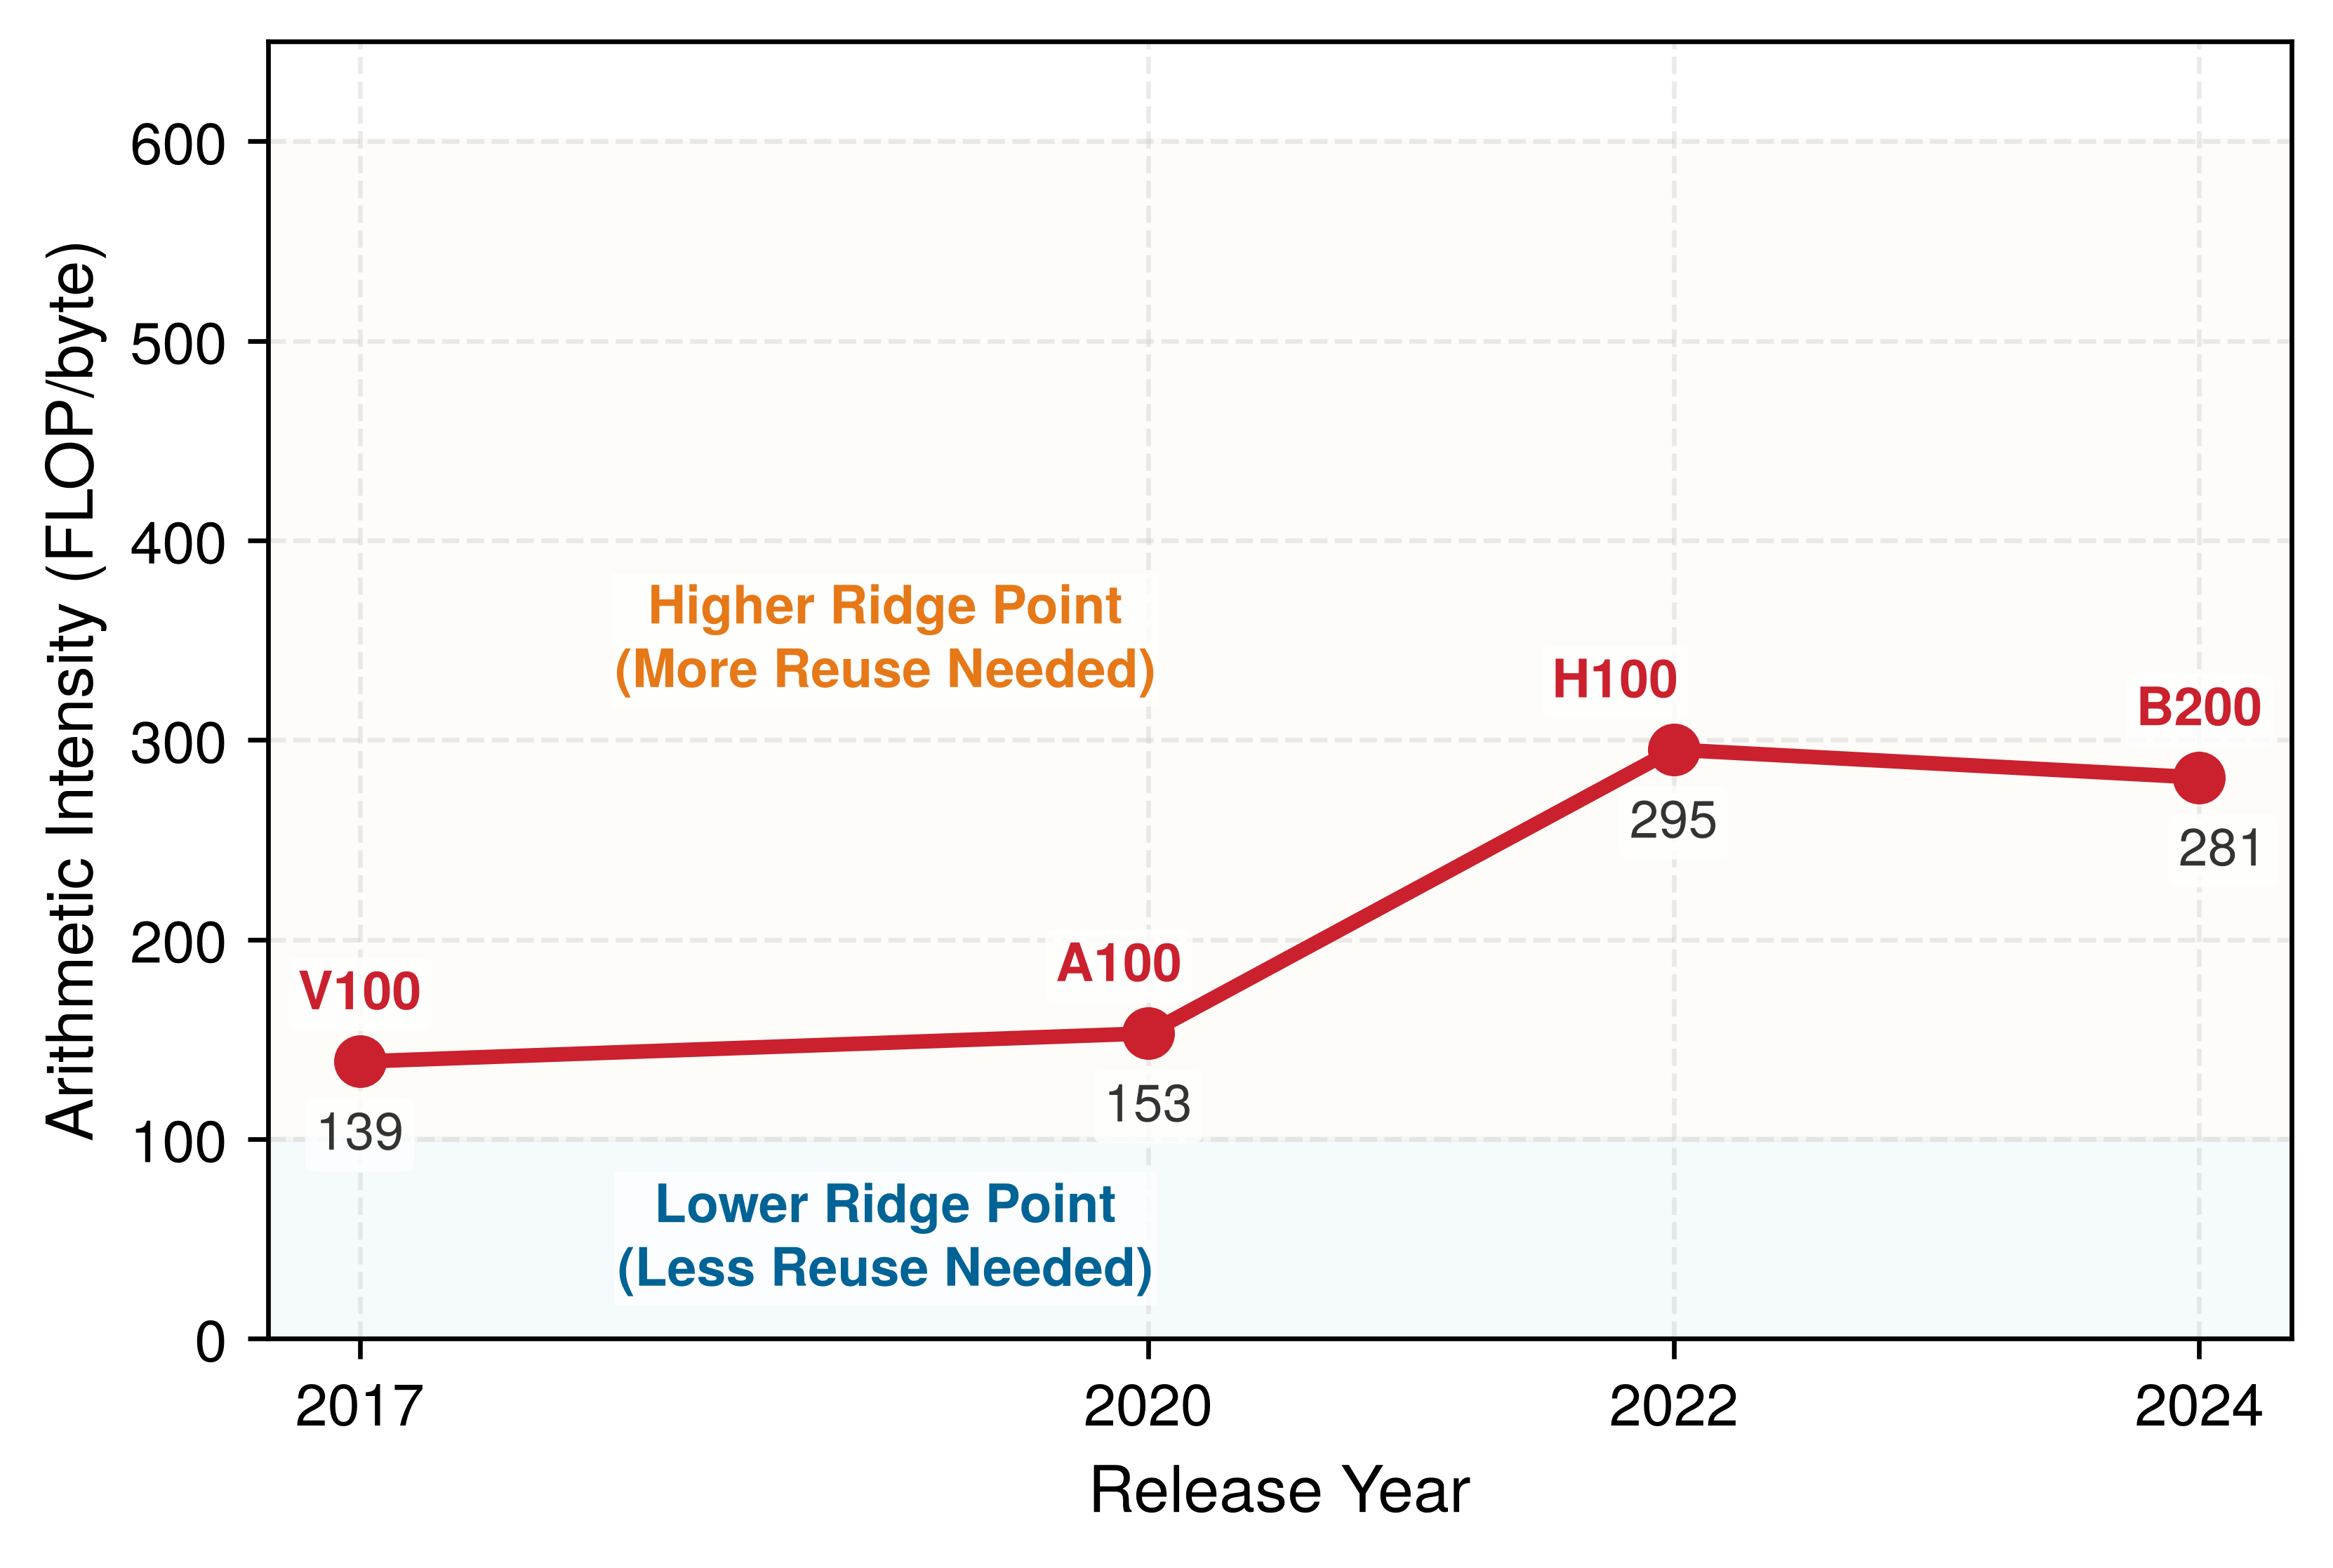 Arithmetic Intensity (FLOP/byte)
600
500
400
300
200
100
0
Higher Ridge Point
(More Reuse Needed)
H100
B200
295
281
A100
V100
153
139
Lower Ridge Point
(Less Reuse Needed)
2017 2020 2022 2024
Release Year